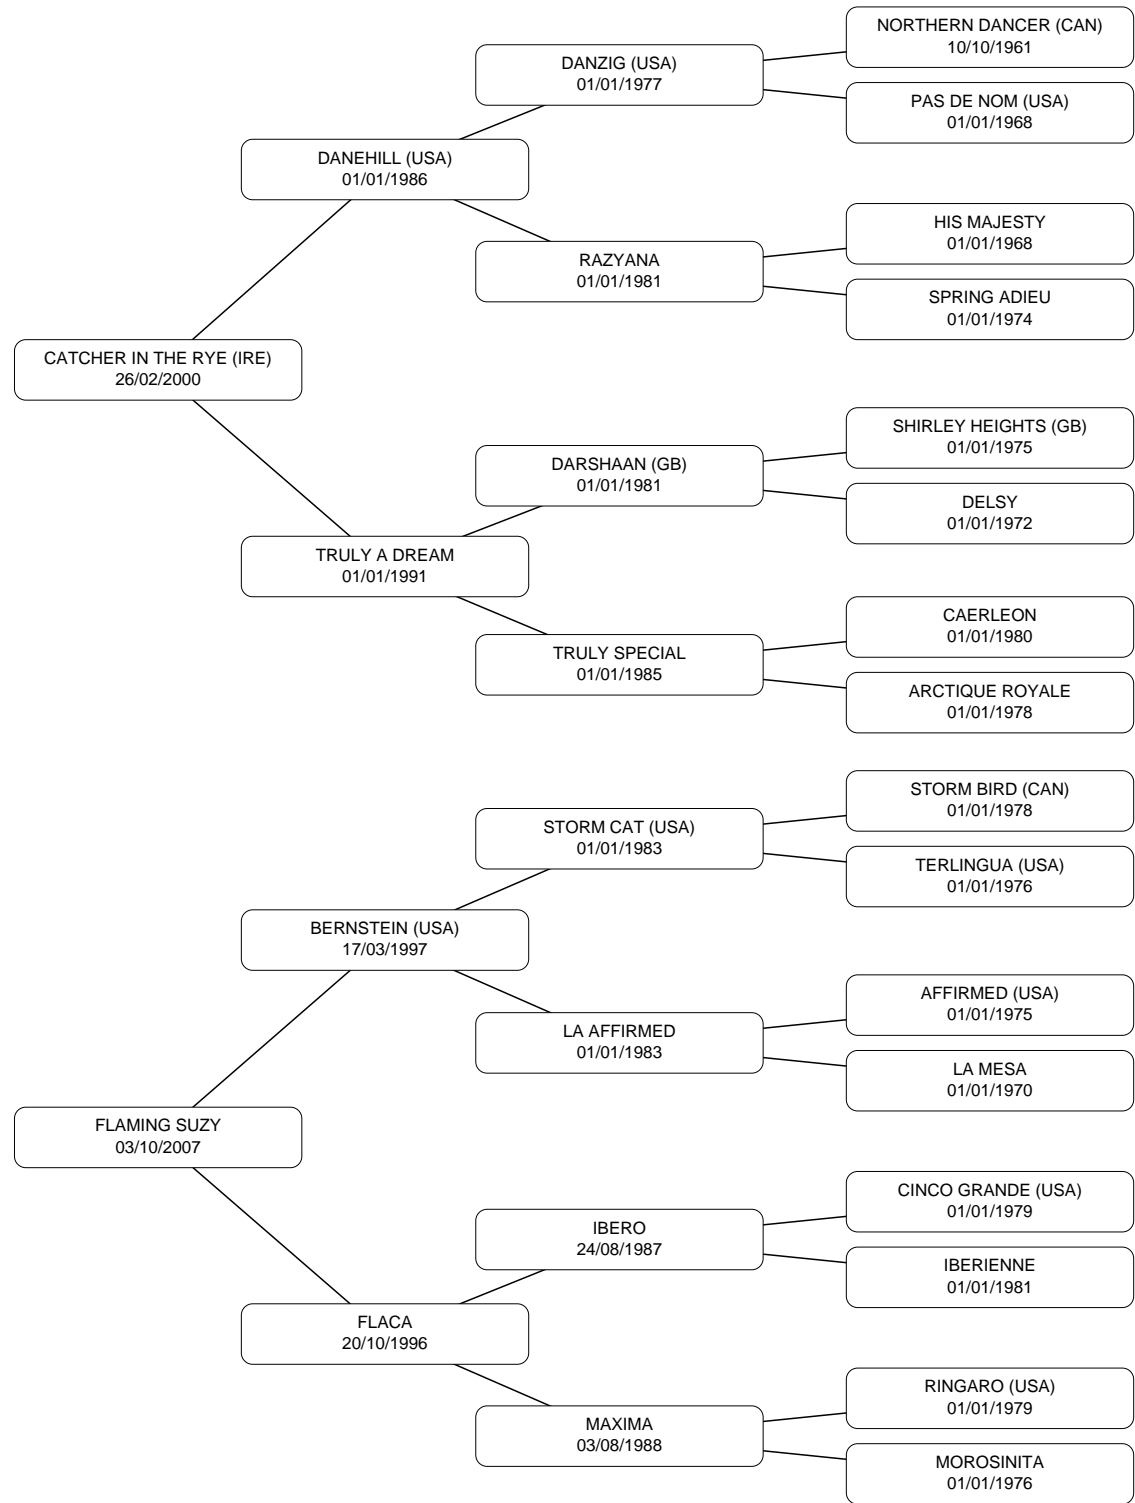 NORTHERN DANCER (CAN)
10/10/1961
DANZIG (USA)
01/01/1977
PAS DE NOM (USA)
01/01/1968
DANEHILL (USA)
01/01/1986
HIS MAJESTY
01/01/1968
RAZYANA
01/01/1981
SPRING ADIEU
01/01/1974
CATCHER IN THE RYE (IRE)
26/02/2000
SHIRLEY HEIGHTS (GB)
01/01/1975
DARSHAAN (GB)
01/01/1981
DELSY
01/01/1972
TRULY A DREAM
01/01/1991
CAERLEON
01/01/1980
TRULY SPECIAL
01/01/1985
ARCTIQUE ROYALE
01/01/1978
STORM BIRD (CAN)
01/01/1978
STORM CAT (USA)
01/01/1983
TERLINGUA (USA)
01/01/1976
BERNSTEIN (USA)
17/03/1997
AFFIRMED (USA)
01/01/1975
LA AFFIRMED
01/01/1983
LA MESA
01/01/1970
FLAMING SUZY
03/10/2007
CINCO GRANDE (USA)
01/01/1979
IBERO
24/08/1987
IBERIENNE
01/01/1981
FLACA
20/10/1996
RINGARO (USA)
01/01/1979
MAXIMA
03/08/1988
MOROSINITA
01/01/1976